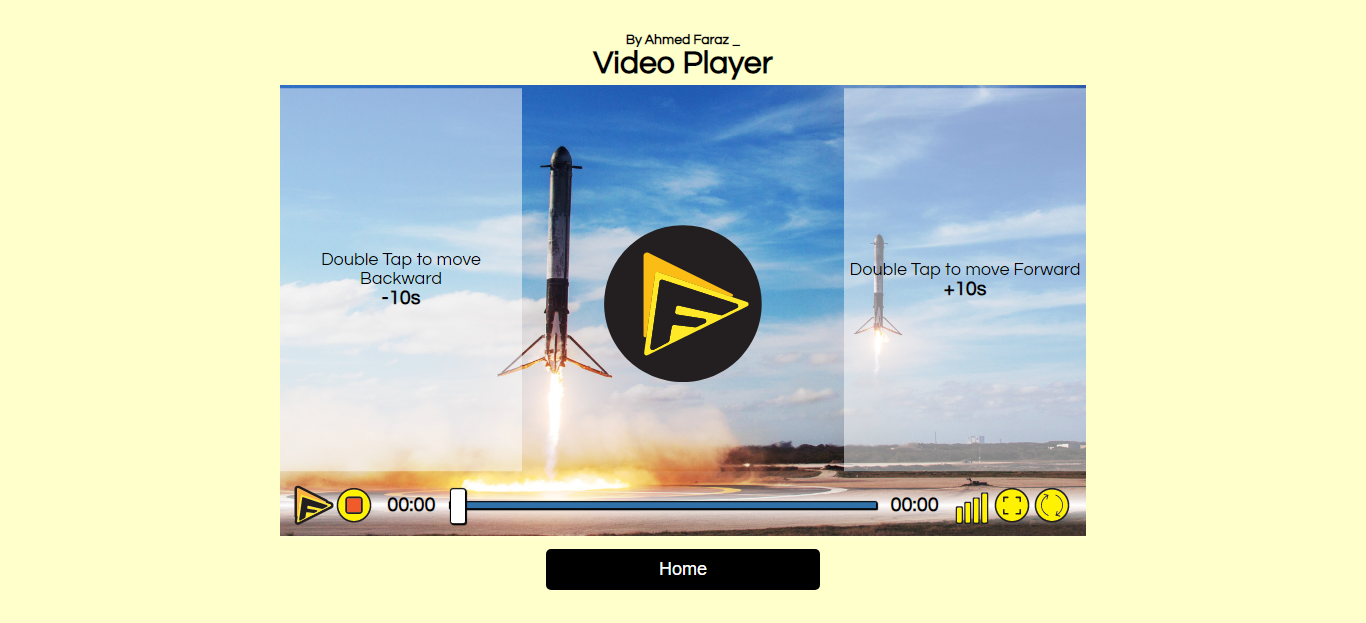 By Ahmed Faraz _
Video Player
Double Tap to move
Backward
-10s
Double Tap to move Forward
+10s
F
00:00
00:00
Home